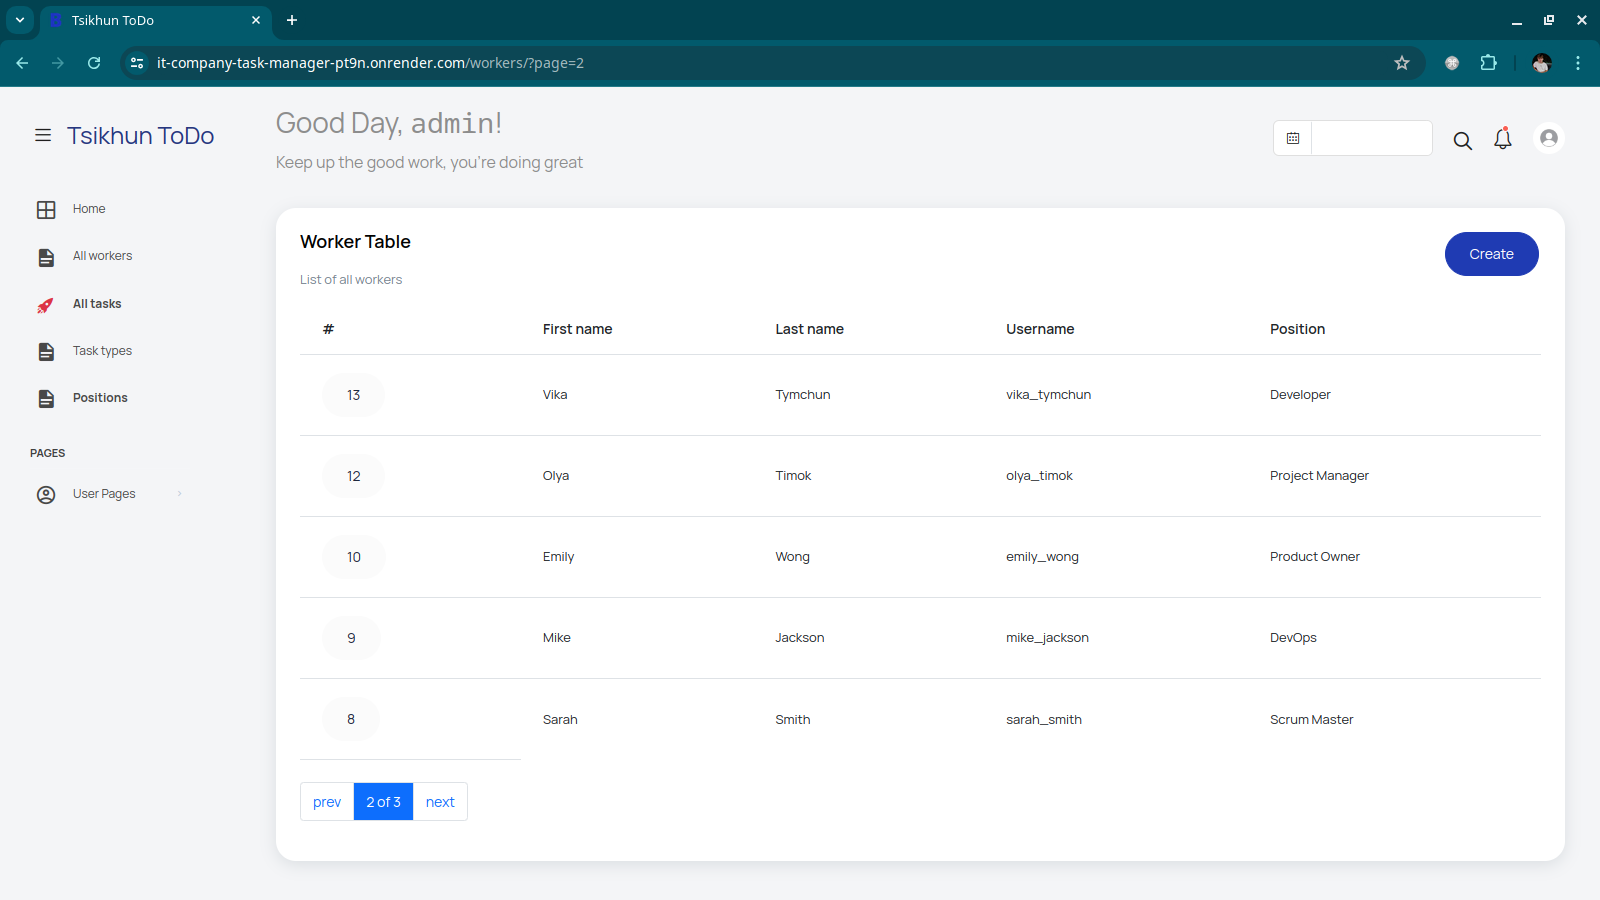 Tsikhun ToDo
it-company-task-manager-pt9n.onrender.com/workers/?page=2
Tsikhun ToDo
Good Day, admin!
Keep up the good work, you're doing great
Home
All workers
All tasks
Task types
Positions
PAGES
User Pages
Worker Table
Create
List of all workers
# First name Last name Username Position
13 Vika Tymchun vika_tymchun Developer
12 Olya Timok olya_timok Project Manager
10 Emily Wong emily_wong Product Owner
9 Mike Jackson mike_jackson DevOps
8 Sarah Smith sarah_smith Scrum Master
prev 2 of 3 next